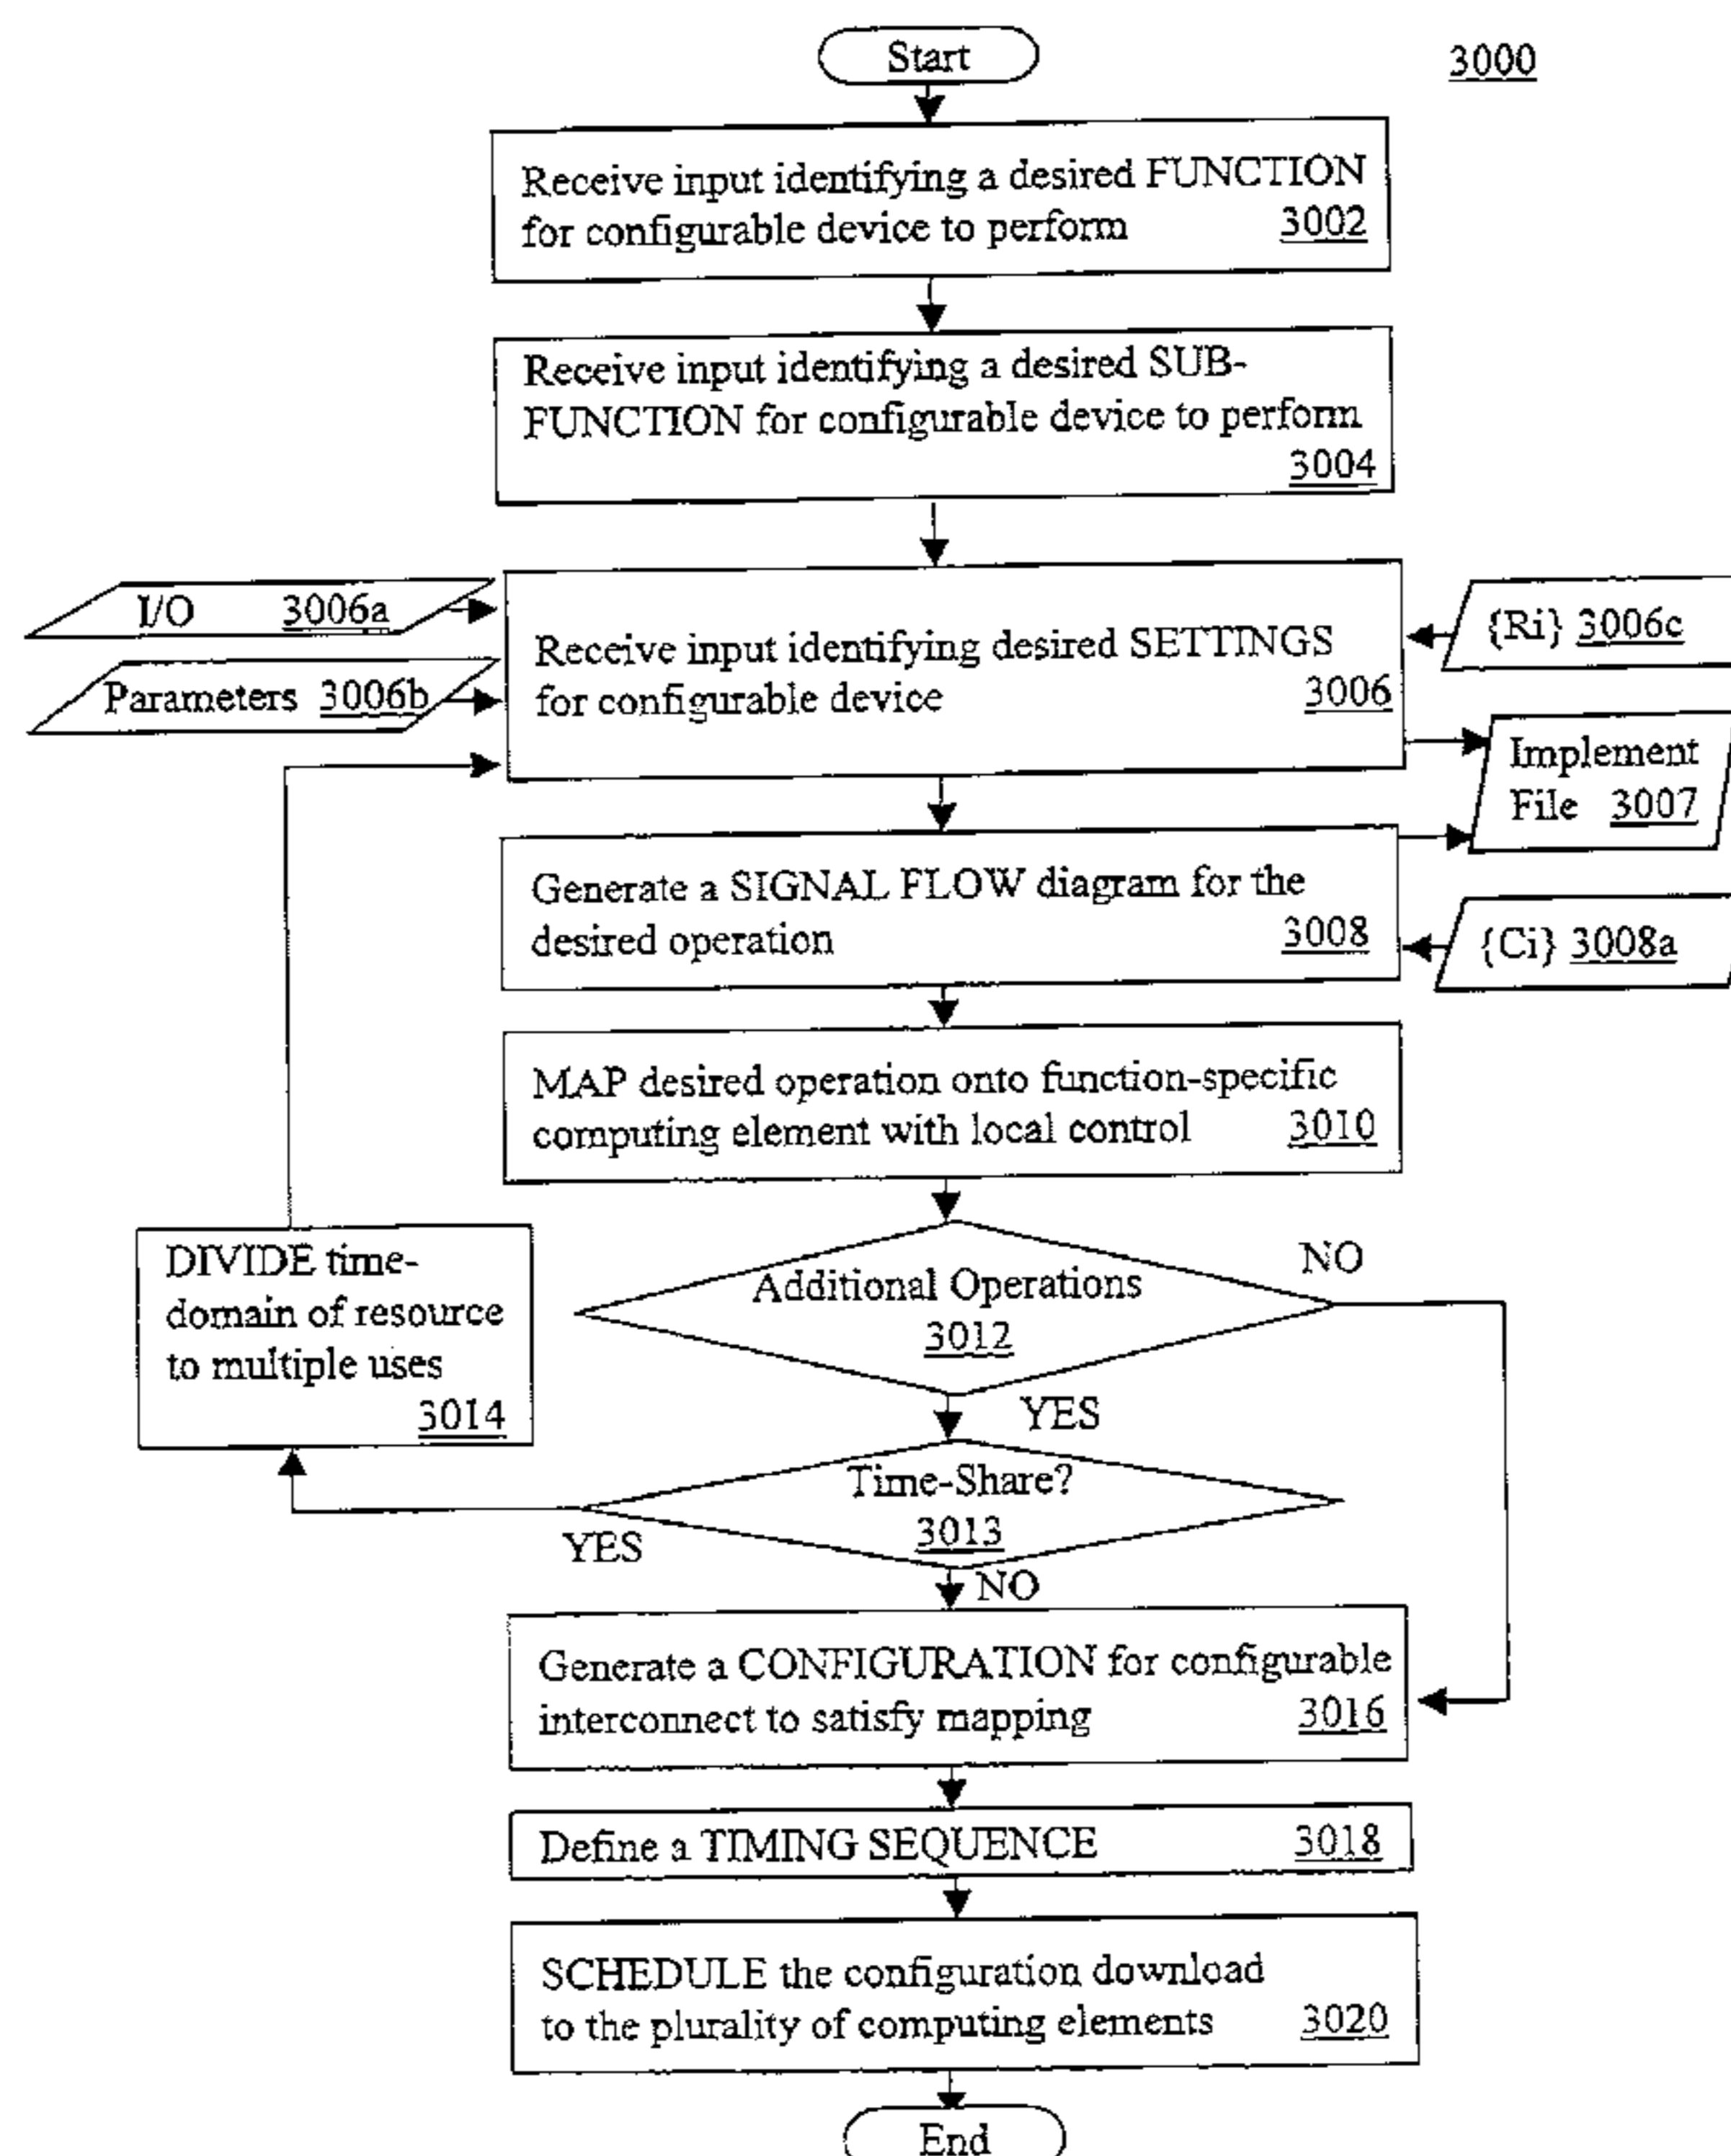 Start
3000
Receive input identifying a desired FUNCTION
for configurable device to perform 3002
Receive input identifying a desired SUB-
FUNCTION for configurable device to perform
3004
I/O 3006a
Parameters 3006b
Receive input identifying desired SETTINGS
for configurable device 3006
{Ri} 3006c
Implement
File 3007
Generate a SIGNAL FLOW diagram for the
desired operation 3008
{Ci} 3008a
MAP desired operation onto function-specific
computing element with local control 3010
DIVIDE time-
domain of resource
to multiple uses
3014
Additional Operations
3012
NO
YES
Time-Share?
3013
YES
NO
Generate a CONFIGURATION for configurable
interconnect to satisfy mapping 3016
Define a TIMING SEQUENCE 3018
SCHEDULE the configuration download
to the plurality of computing elements 3020
End